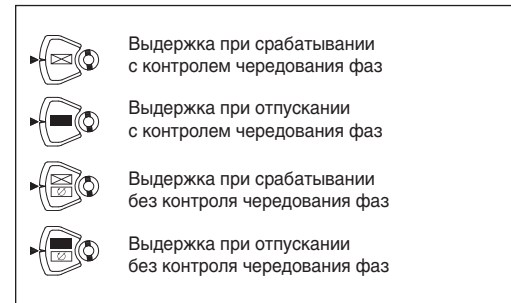 Выдержка при срабатывании
с контролем чередования фаз
Выдержка при отпускании
с контролем чередования фаз
Выдержка при срабатывании
без контроля чередования фаз
Выдержка при отпускании
без контроля чередования фаз